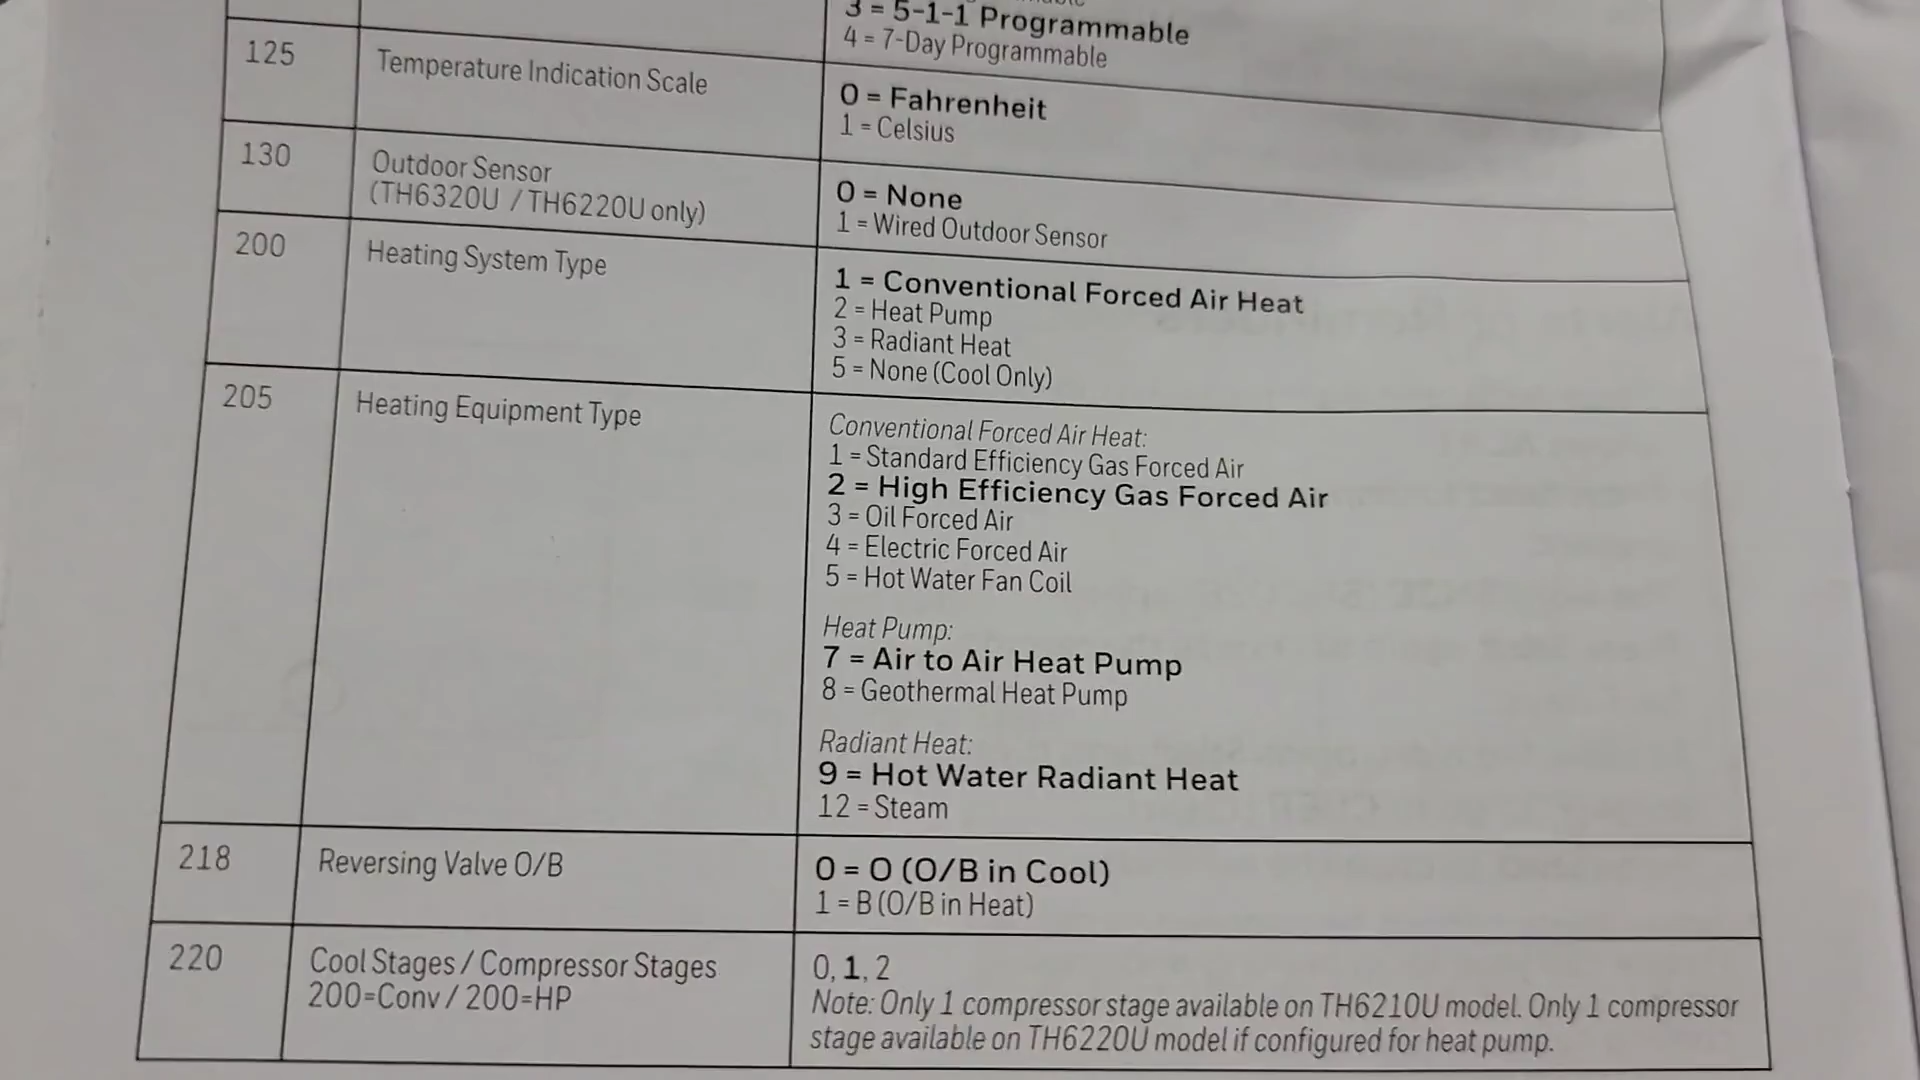 3 = 5-1-1 Programmable
4 = 7-Day Programmable
125
Temperature Indication Scale
0 = Fahrenheit
1 = Celsius
130
Outdoor Sensor
(TH6320U / TH6220U only)
0 = None
1 = Wired Outdoor Sensor
200
Heating System Type
1 = Conventional Forced Air Heat
2 = Heat Pump
3 = Radiant Heat
5 = None (Cool Only)
205
Heating Equipment Type
Conventional Forced Air Heat:
1 = Standard Efficiency Gas Forced Air
2 = High Efficiency Gas Forced Air
3 = Oil Forced Air
4 = Electric Forced Air
5 = Hot Water Fan Coil
Heat Pump:
7 = Air to Air Heat Pump
8 = Geothermal Heat Pump
Radiant Heat:
9 = Hot Water Radiant Heat
12 = Steam
218
Reversing Valve O/B
0 = O (O/B in Cool)
1 = B (O/B in Heat)
220
Cool Stages / Compressor Stages
200=Conv / 200=HP
0, 1, 2
Note: Only 1 compressor stage available on TH6210U model. Only 1 compressor
stage available on TH6220U model if configured for heat pump.